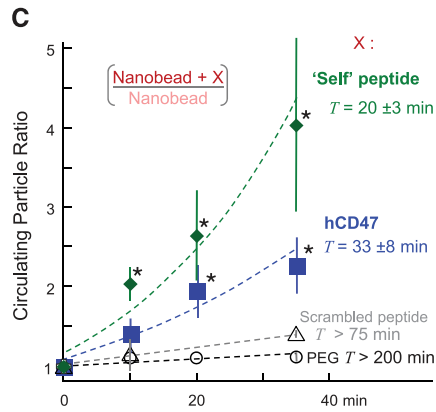 C
Circulating Particle Ratio
5
4
3
2
1
X :
Nanobead + X
Nanobead
'Self' peptide
T = 20 ±3 min
*
*
*
hCD47
T = 33 ±8 min
*
*
*
Scrambled peptide
T > 75 min
PEG T > 200 min
0
20
40 min